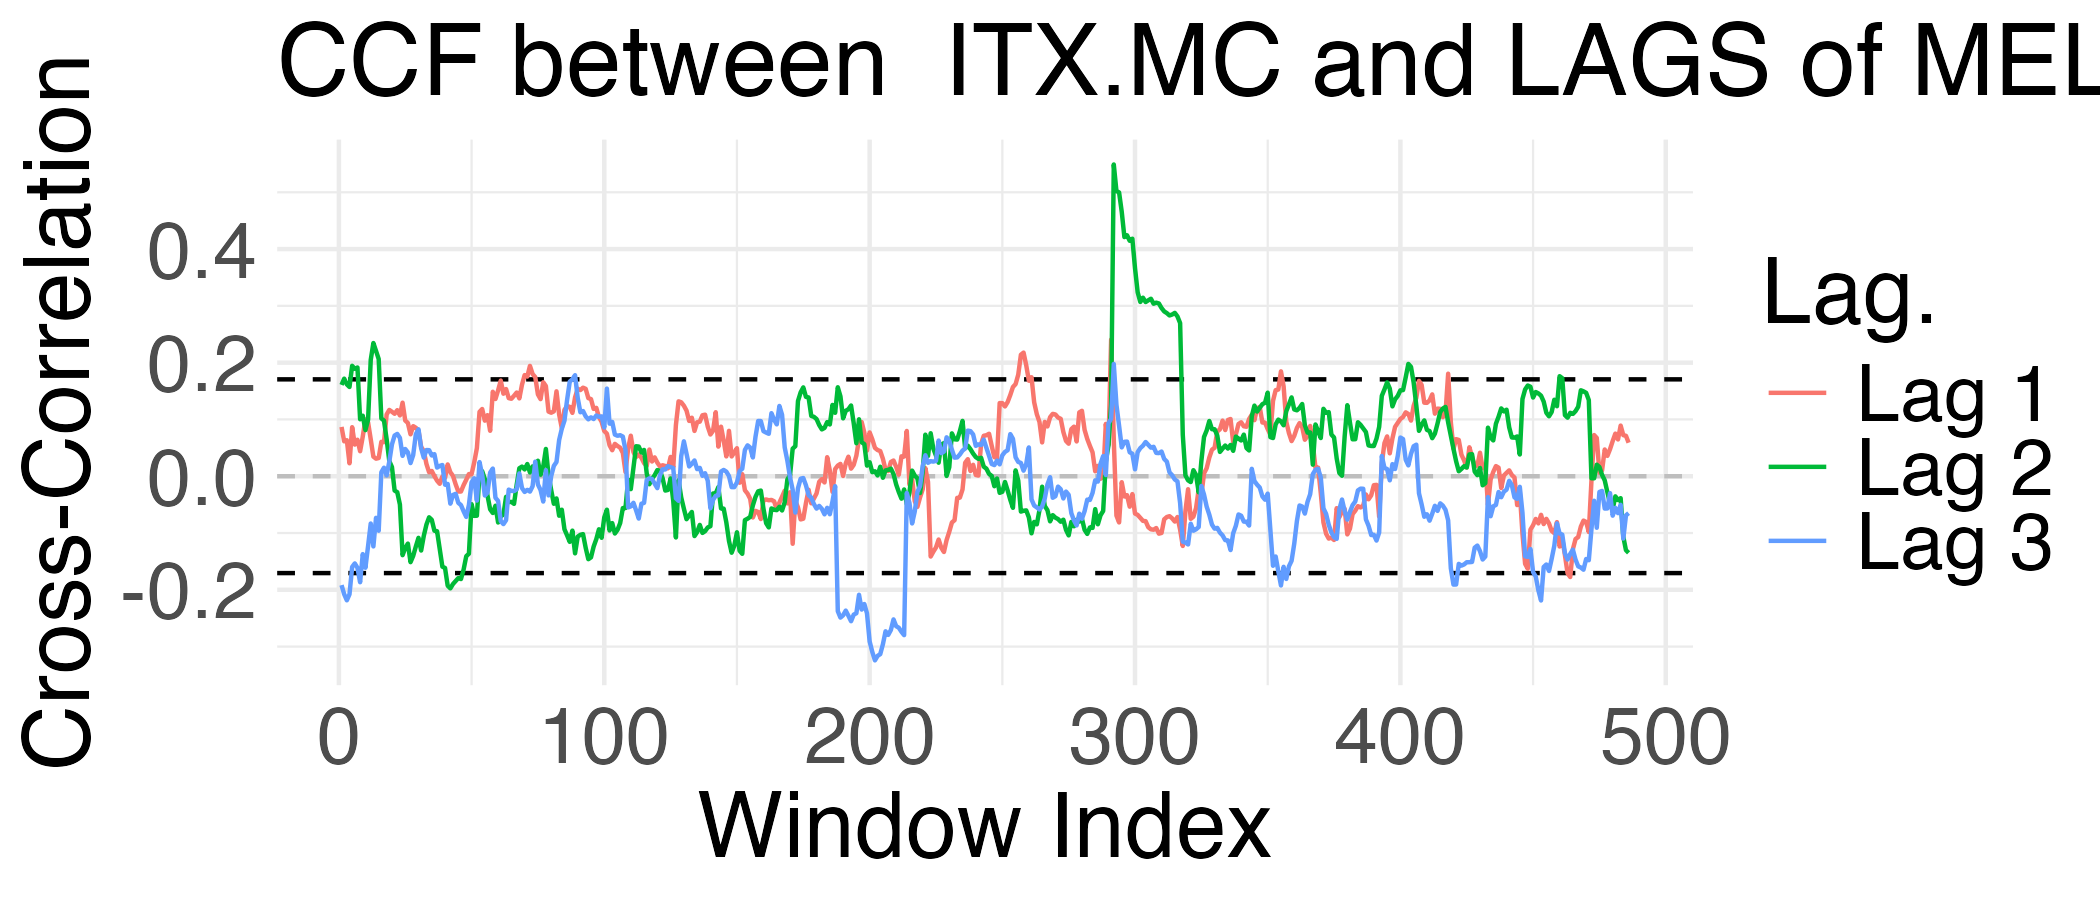 CCF between  ITX.MC and LAGS of MEL
Cross-Correlation
0.4
0.2
0.0
-0.2
0
100
200
300
400
500
Window Index
Lag.
Lag 1
Lag 2
Lag 3